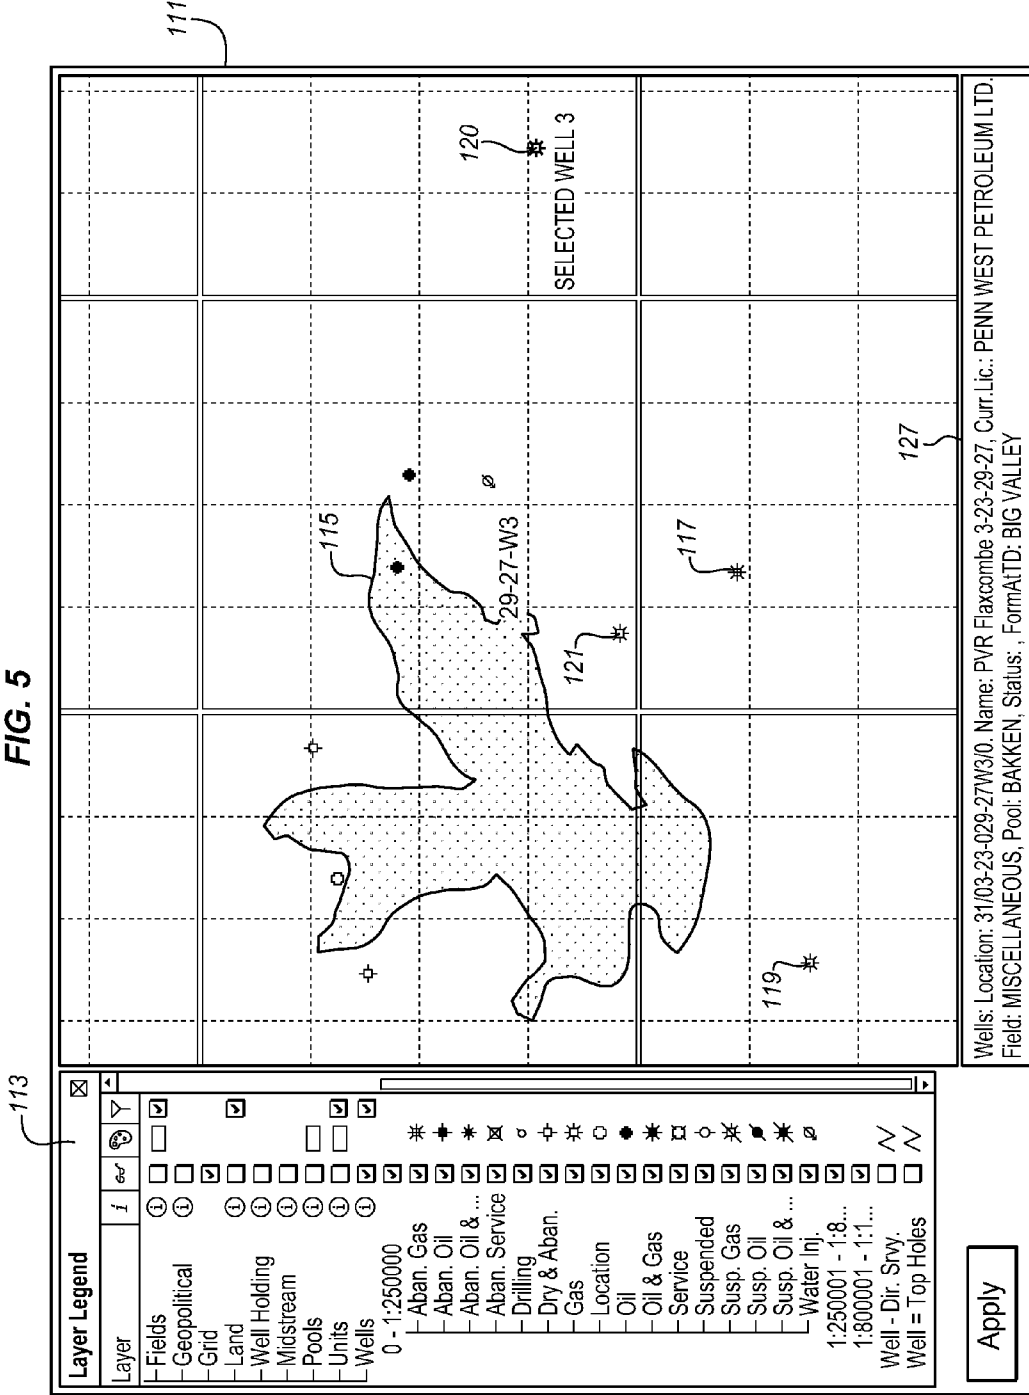 FIG. 5
111
113
Layer Legend
Layer
i
Fields
Geopolitical
Grid
Land
Well Holding
Midstream
Pools
Units
Wells
0 - 1:250000
Aban. Gas
Aban. Oil
Aban. Oil & ...
Aban. Service
Drilling
Dry & Aban.
Gas
Location
Oil
Oil & Gas
Service
Suspended
Susp. Gas
Susp. Oil
Susp. Oil & ...
Water Inj.
1:250001 - 1:8...
1:800001 - 1:1...
Well - Dir. Srvy.
Well = Top Holes
Apply
115
29-27-W3
120
SELECTED WELL 3
121
117
119
127
Wells: Location: 31/03-23-029-27W3/0. Name: PVR Flaxcombe 3-23-29-27, Curr.Lic.: PENN WEST PETROLEUM LTD.
Field: MISCELLANEOUS, Pool: BAKKEN, Status: , FormAtTD: BIG VALLEY